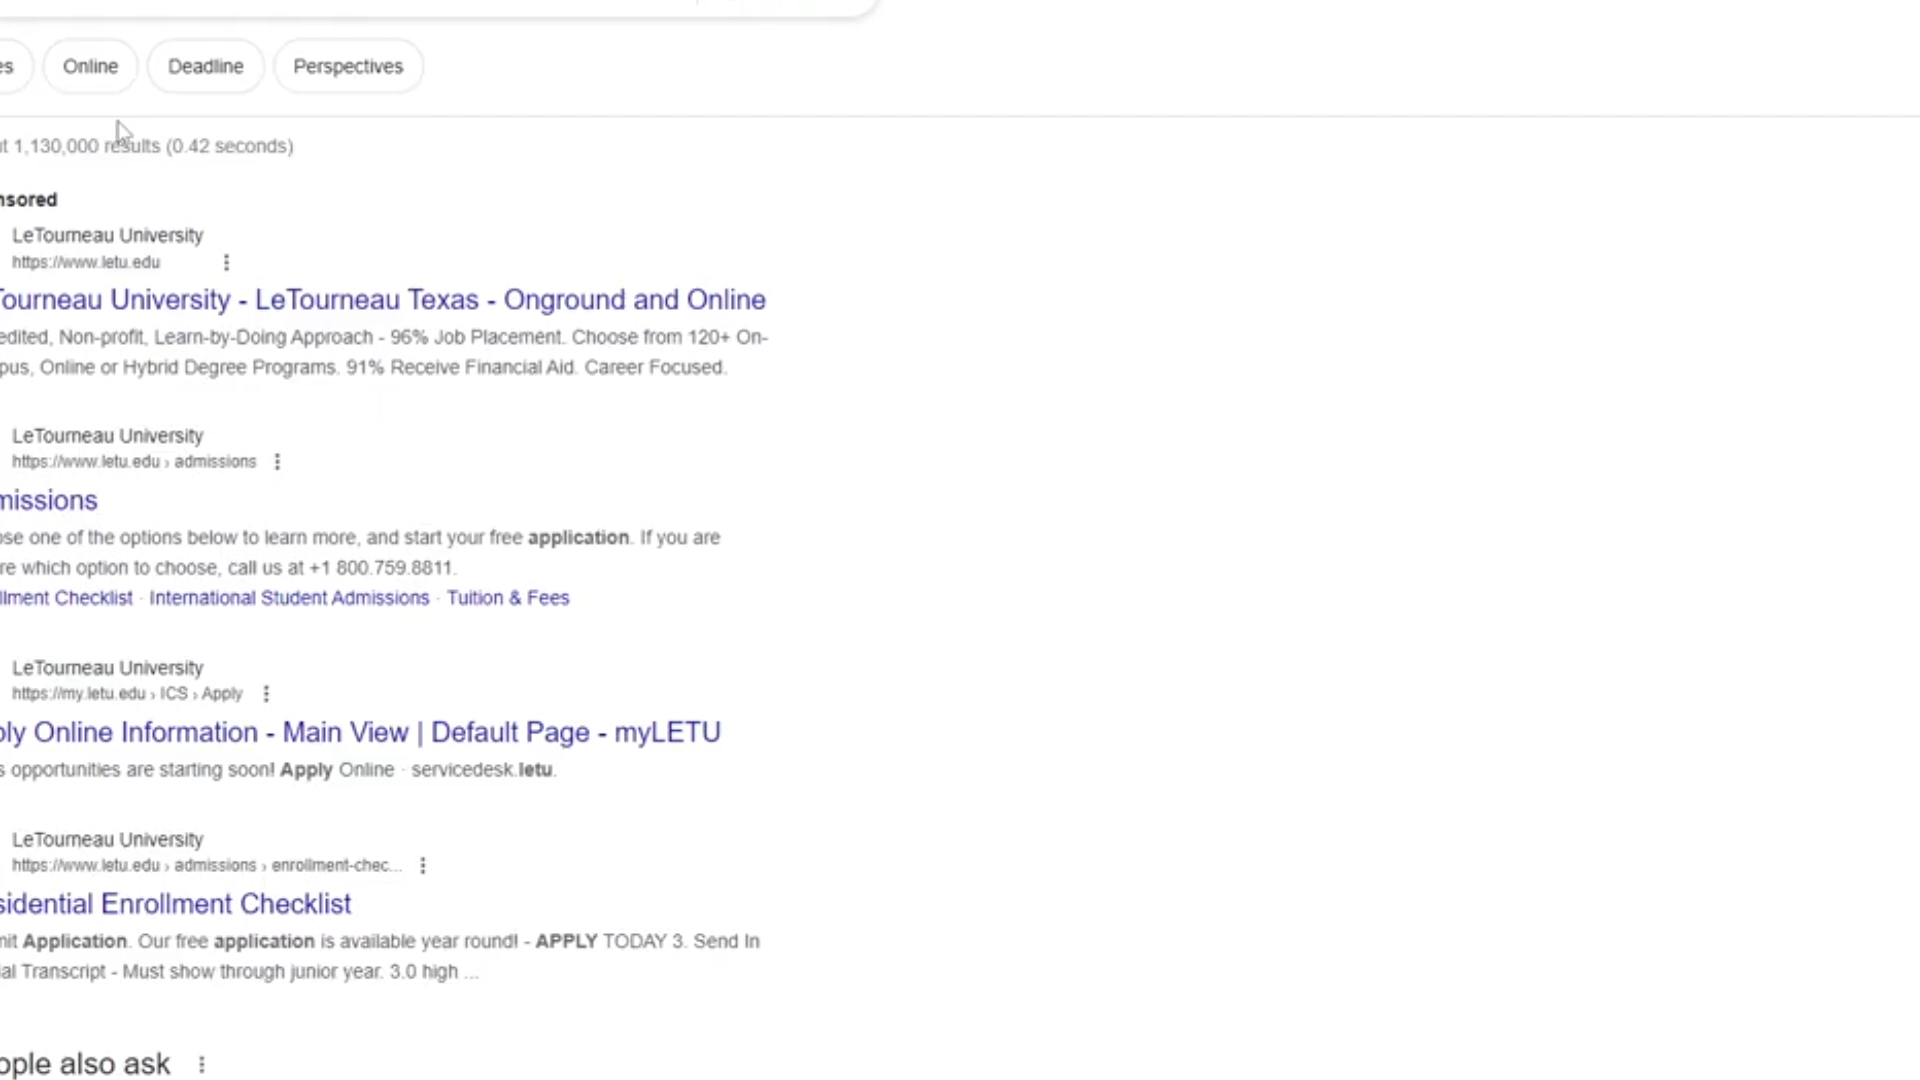 es Online Deadline Perspectives
t 1,130,000 results (0.42 seconds)
nsored
LeTourneau University
https://www.letu.edu
Tourneau University - LeTourneau Texas - Onground and Online
edited, Non-profit, Learn-by-Doing Approach - 96% Job Placement. Choose from 120+ On-
pus, Online or Hybrid Degree Programs. 91% Receive Financial Aid. Career Focused.
LeTourneau University
https://www.letu.edu › admissions
missions
ose one of the options below to learn more, and start your free application. If you are
re which option to choose, call us at +1 800.759.8811.
llment Checklist · International Student Admissions · Tuition & Fees
LeTourneau University
https://my.letu.edu › ICS › Apply
ply Online Information - Main View | Default Page - myLETU
s opportunities are starting soon! Apply Online · servicedesk.letu.
LeTourneau University
https://www.letu.edu › admissions › enrollment-chec...
sidential Enrollment Checklist
mit Application. Our free application is available year round! - APPLY TODAY 3. Send In
ial Transcript - Must show through junior year. 3.0 high ...
ople also ask